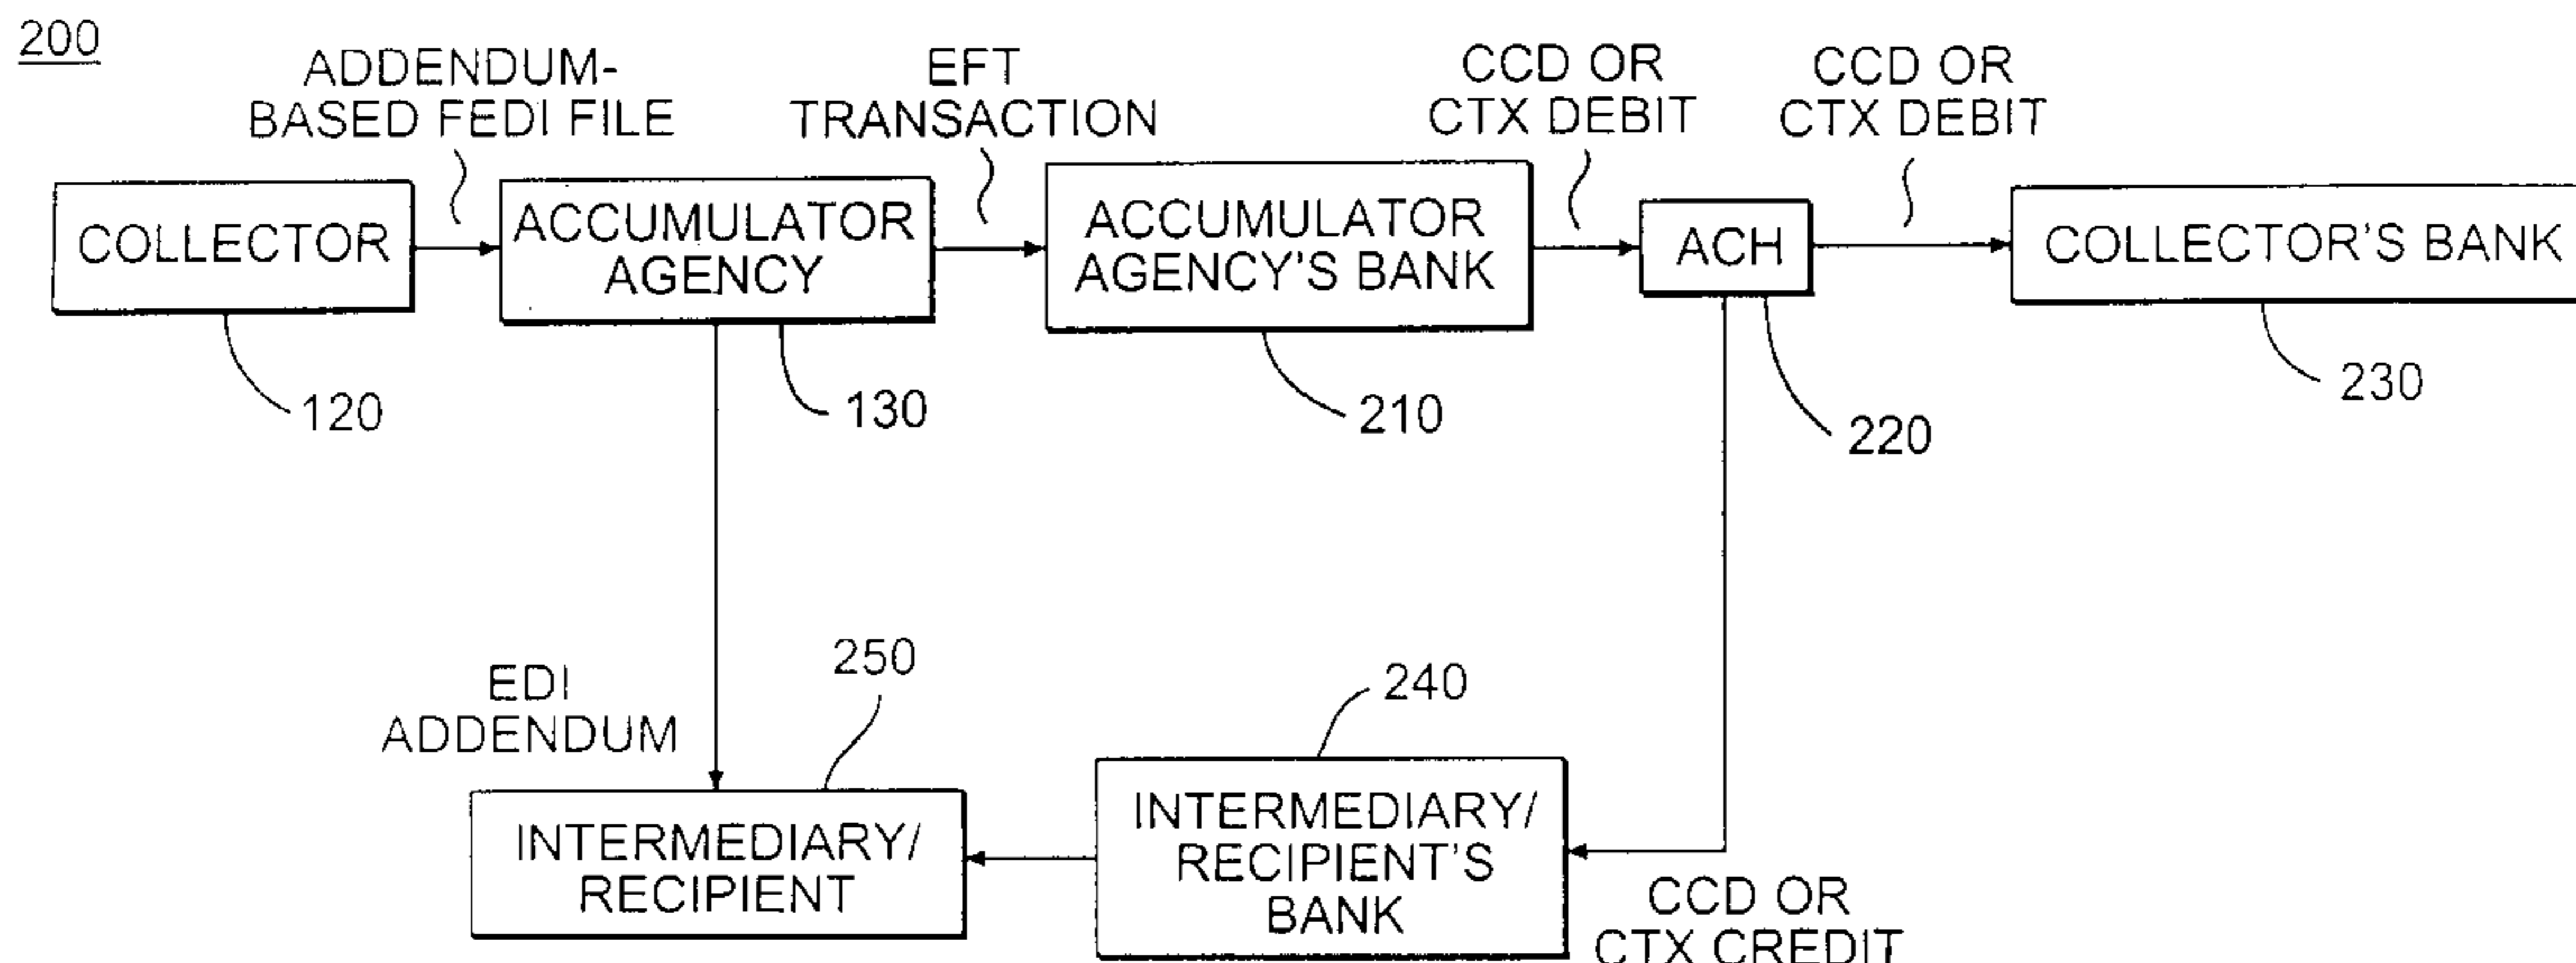 200
ADDENDUM-
BASED FEDI FILE
EFT
TRANSACTION
CCD OR
CTX DEBIT
CCD OR
CTX DEBIT
COLLECTOR
ACCUMULATOR
AGENCY
ACCUMULATOR
AGENCY'S BANK
ACH
COLLECTOR'S BANK
120
130
210
220
230
EDI
ADDENDUM
250
240
INTERMEDIARY/
RECIPIENT
INTERMEDIARY/
RECIPIENT'S
BANK
CCD OR
CTX CREDIT